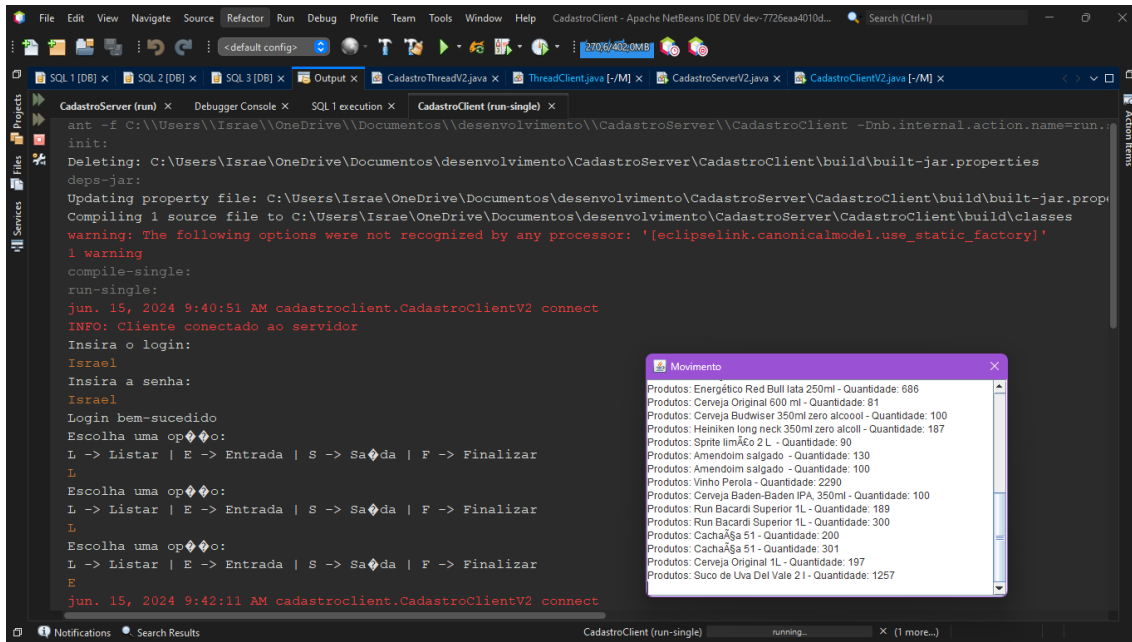 File Edit View Navigate Source Refactor Run Debug Profile Team Tools Window Help CadastroClient - Apache NetBeans IDE DEV dev-7726eaa4010d... Search (Ctrl+I)
<default config> 270,6/402,0MB
SQL 1 [DB] × SQL 2 [DB] × SQL 3 [DB] × Output × CadastroThreadV2.java × ThreadClient.java [-/M] × CadastroServerV2.java × CadastroClientV2.java [-/M] ×
CadastroServer (run) × Debugger Console × SQL 1 execution × CadastroClient (run-single) ×
Projects
Files
Services
Action Items
ant -f C:\\Users\\Israe\\OneDrive\\Documentos\\desenvolvimento\\CadastroServer\\CadastroClient -Dnb.internal.action.name=run.s
init:
Deleting: C:\Users\Israe\OneDrive\Documentos\desenvolvimento\CadastroServer\CadastroClient\build\built-jar.properties
deps-jar:
Updating property file: C:\Users\Israe\OneDrive\Documentos\desenvolvimento\CadastroServer\CadastroClient\build\built-jar.prope
Compiling 1 source file to C:\Users\Israe\OneDrive\Documentos\desenvolvimento\CadastroServer\CadastroClient\build\classes
warning: The following options were not recognized by any processor: '[eclipselink.canonicalmodel.use_static_factory]'
1 warning
compile-single:
run-single:
jun. 15, 2024 9:40:51 AM cadastroclient.CadastroClientV2 connect
INFO: Cliente conectado ao servidor
Insira o login:
Israel
Insira a senha:
Israel
Login bem-sucedido
Escolha uma op��o:
L -> Listar | E -> Entrada | S -> Sa�da | F -> Finalizar
L
Escolha uma op��o:
L -> Listar | E -> Entrada | S -> Sa�da | F -> Finalizar
L
Escolha uma op��o:
L -> Listar | E -> Entrada | S -> Sa�da | F -> Finalizar
E
jun. 15, 2024 9:42:11 AM cadastroclient.CadastroClientV2 connect
Movimento
Produtos: Energético Red Bull lata 250ml - Quantidade: 686
Produtos: Cerveja Original 600 ml - Quantidade: 81
Produtos: Cerveja Budwiser 350ml zero alcoool - Quantidade: 100
Produtos: Heiniken long neck 350ml zero alcoll - Quantidade: 187
Produtos: Sprite limÃ£o 2 L - Quantidade: 90
Produtos: Amendoim salgado - Quantidade: 130
Produtos: Amendoim salgado - Quantidade: 100
Produtos: Vinho Perola - Quantidade: 2290
Produtos: Cerveja Baden-Baden IPA, 350ml - Quantidade: 100
Produtos: Run Bacardi Superior 1L - Quantidade: 189
Produtos: Run Bacardi Superior 1L - Quantidade: 300
Produtos: CachaÃ§a 51 - Quantidade: 200
Produtos: CachaÃ§a 51 - Quantidade: 301
Produtos: Cerveja Original 1L - Quantidade: 197
Produtos: Suco de Uva Del Vale 2 l - Quantidade: 1257
Notifications Search Results CadastroClient (run-single) running... × (1 more...)